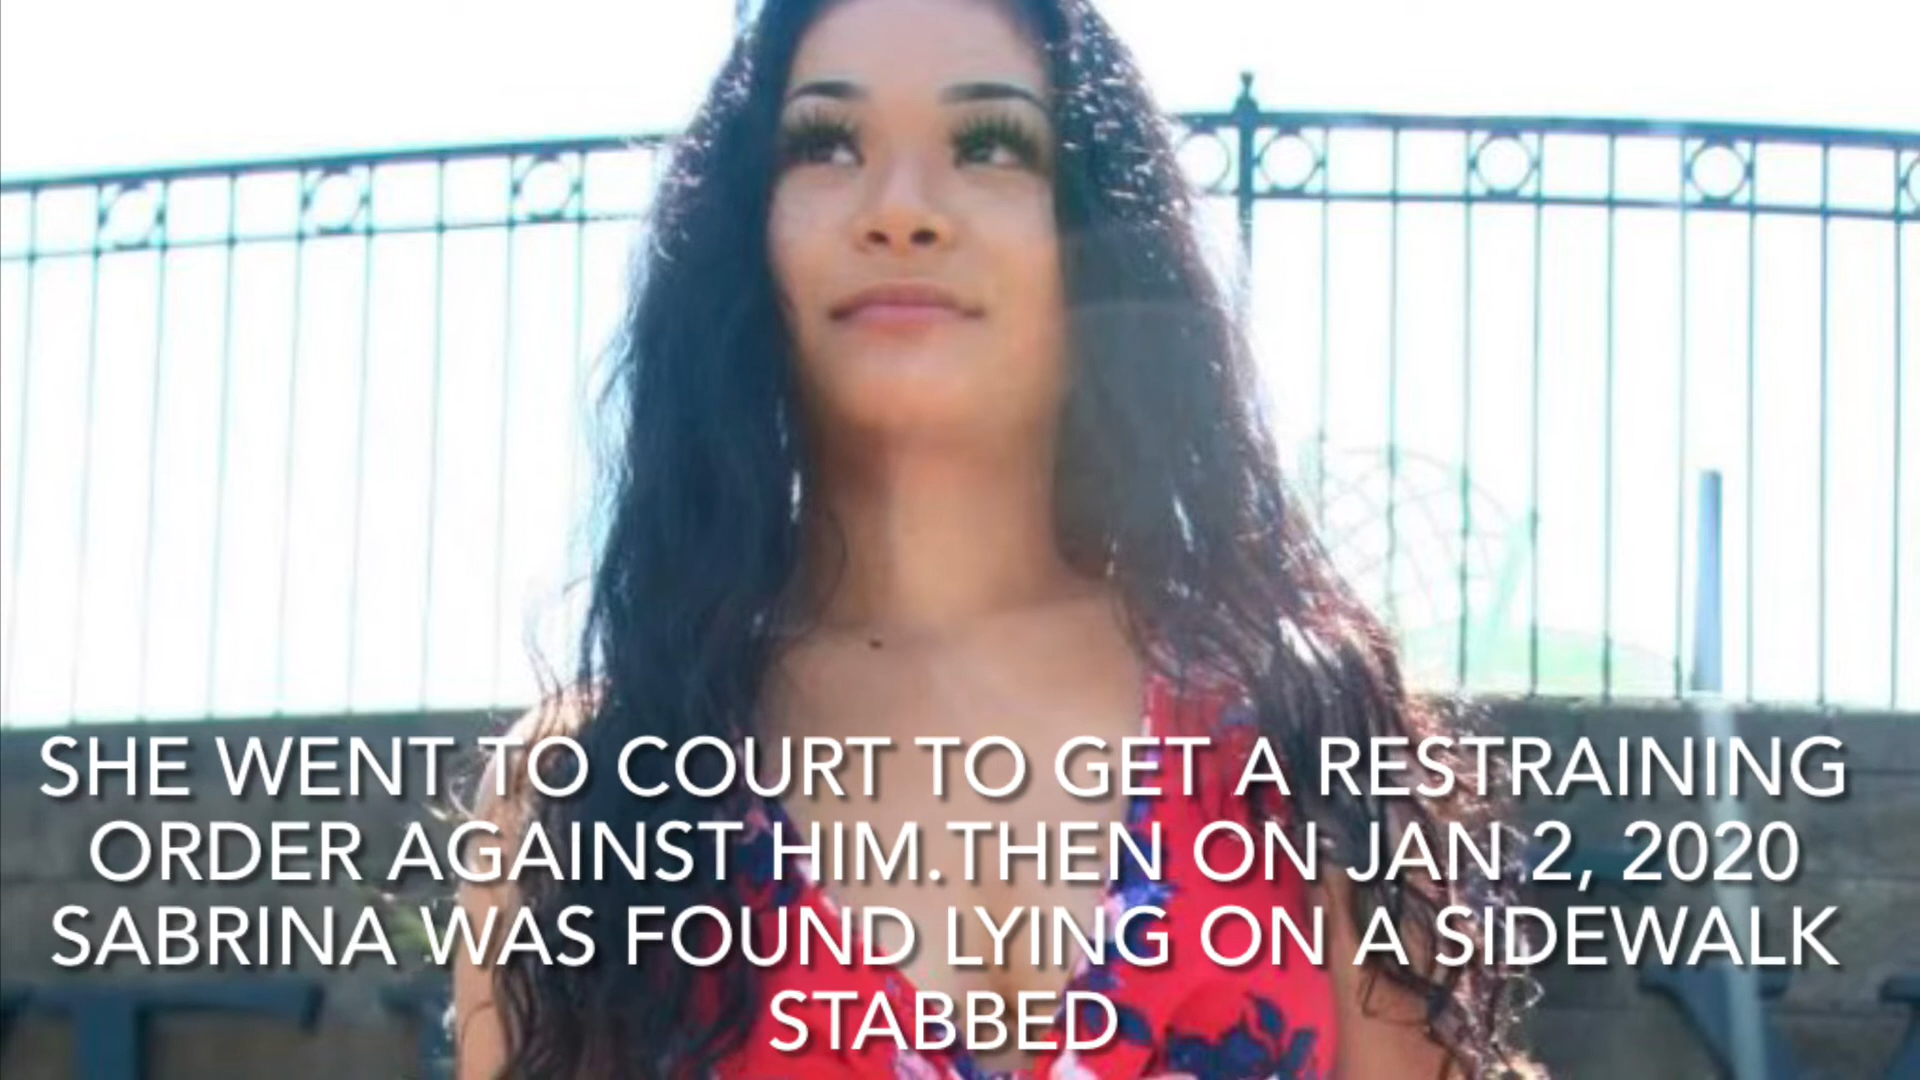 SHE WENT TO COURT TO GET A RESTRAINING
ORDER AGAINST HIM.THEN ON JAN 2, 2020
SABRINA WAS FOUND LYING ON A SIDEWALK
STABBED